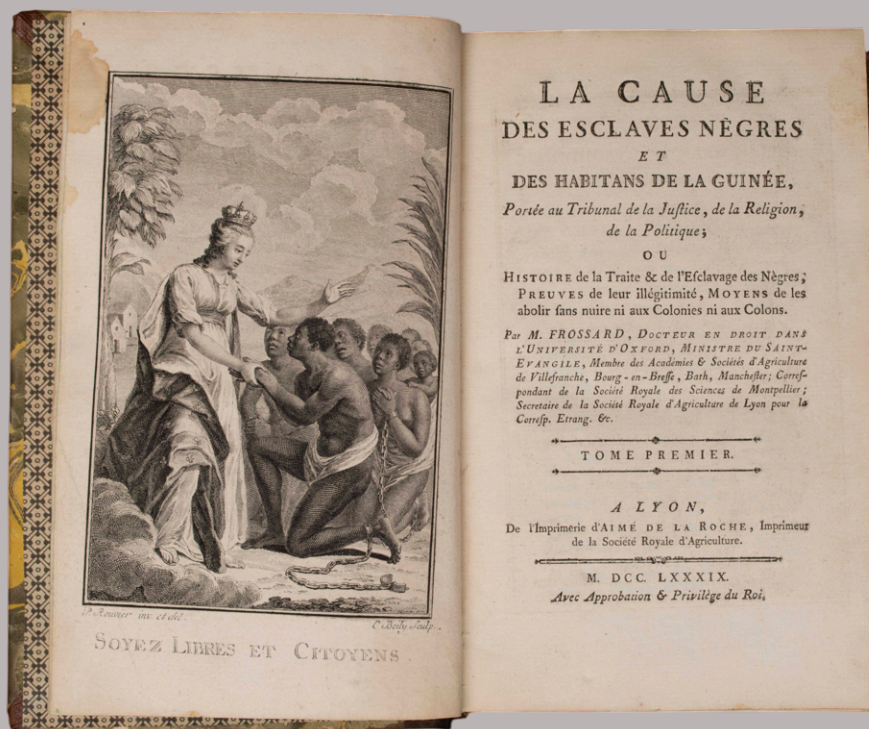 P. Rouvier inv. et del.
C. Boily Sculp.
SOYEZ LIBRES ET CITOYENS.
LA CAUSE
DES ESCLAVES NÈGRES
ET
DES HABITANS DE LA GUINÉE,
Portée au Tribunal de la Juſtice, de la Religion,
de la Politique;
OU
HISTOIRE de la Traite & de l'Eſclavage des Nègres;
PREUVES de leur illégitimité, MOYENS de les
abolir ſans nuire ni aux Colonies ni aux Colons.
Par M. FROSSARD, DOCTEUR EN DROIT DANS
L'UNIVERSITÉ D'OXFORD, MINISTRE DU SAINT-
EVANGILE, Membre des Académies & Sociétés d'Agriculture
de Villefranche, Bourg-en-Breſſe, Bath, Mancheſter; Correſ-
pondant de la Société Royale des Sciences de Montpellier;
Secretaire de la Société Royale d'Agriculture de Lyon pour la
Correſp. Etrang. &c.
TOME PREMIER.
A LYON,
De l'Imprimerie d'AIMÉ DE LA ROCHE, Imprimeur
de la Société Royale d'Agriculture.
M. DCC. LXXXIX.
Avec Approbation & Privilège du Roi,